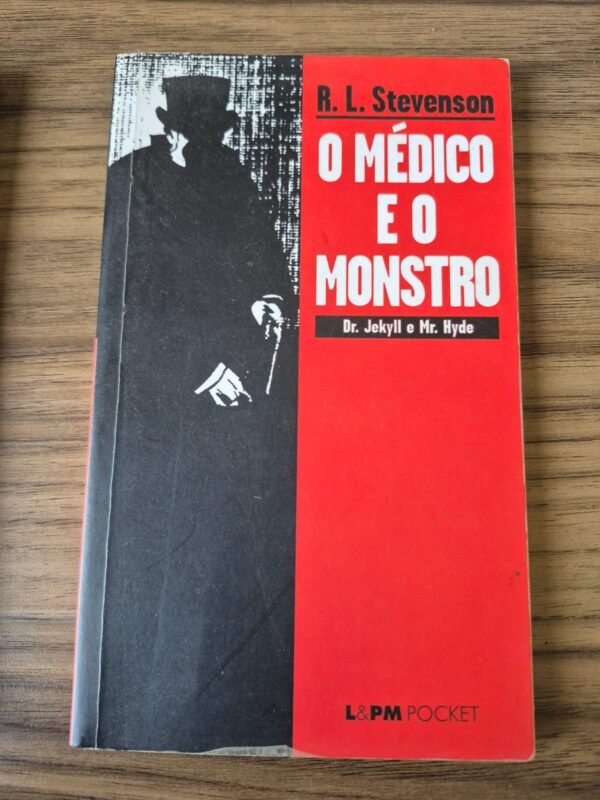 R. L. Stevenson
O MÉDICO
E O
MONSTRO
Dr. Jekyll e Mr. Hyde
L&PM POCKET